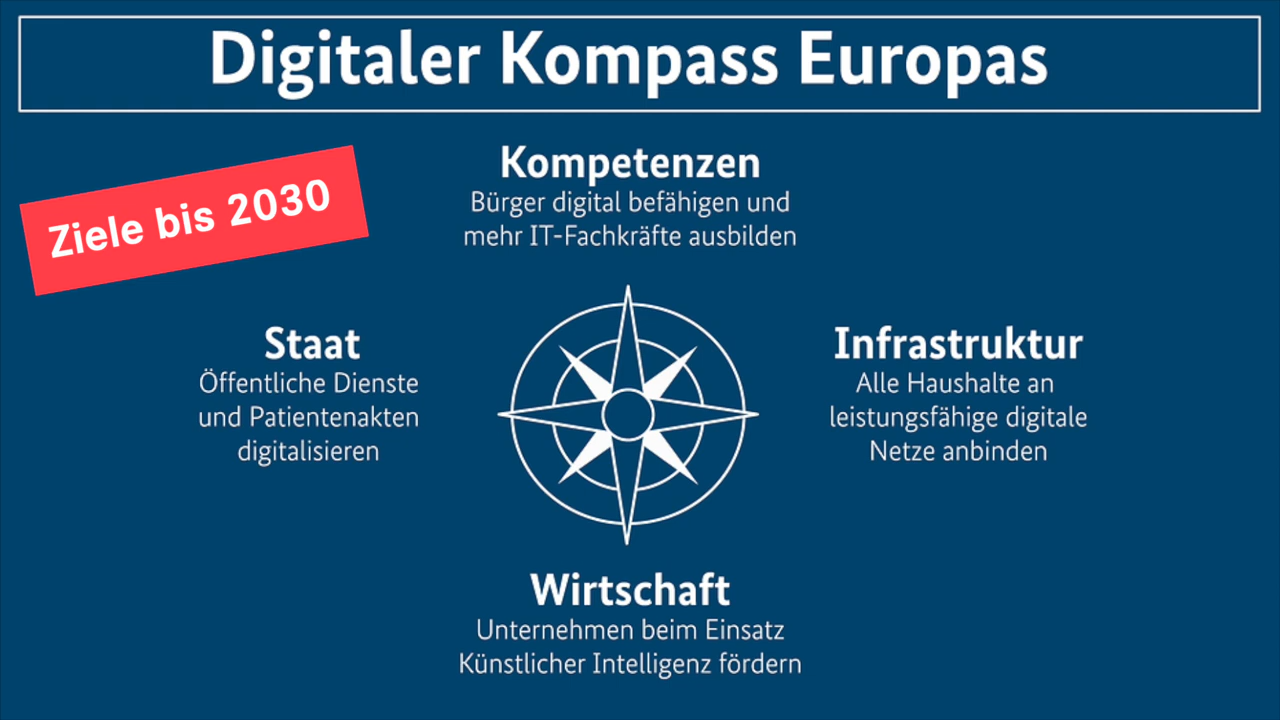 Digitaler Kompass Europas
Ziele bis 2030
Kompetenzen
Bürger digital befähigen und
mehr IT-Fachkräfte ausbilden
Staat
Öffentliche Dienste
und Patientenakten
digitalisieren
Infrastruktur
Alle Haushalte an
leistungsfähige digitale
Netze anbinden
Wirtschaft
Unternehmen beim Einsatz
Künstlicher Intelligenz fördern